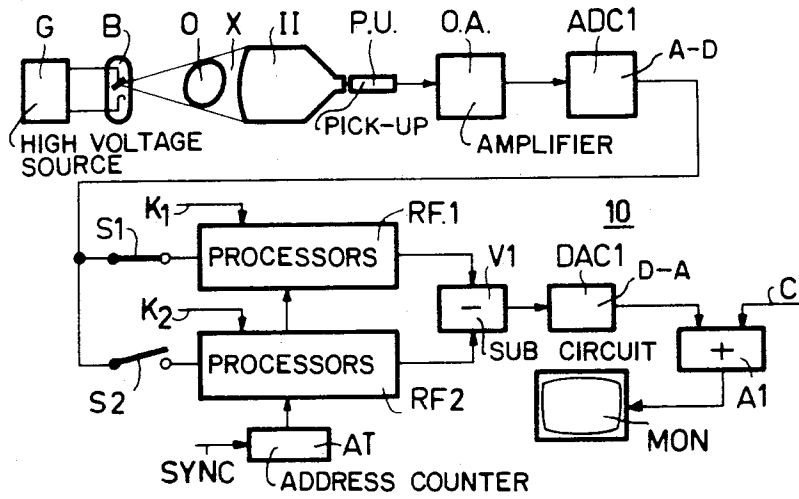 G B O X II P.U. O.A. ADC1
A-D
HIGH VOLTAGE
SOURCE
PICK-UP
AMPLIFIER
K1
RF.1
10
S1
PROCESSORS
V1
DAC1
D-A
C
K2
−
S2
PROCESSORS
SUB CIRCUIT
+
RF2
A1
AT
MON
SYNC
ADDRESS COUNTER